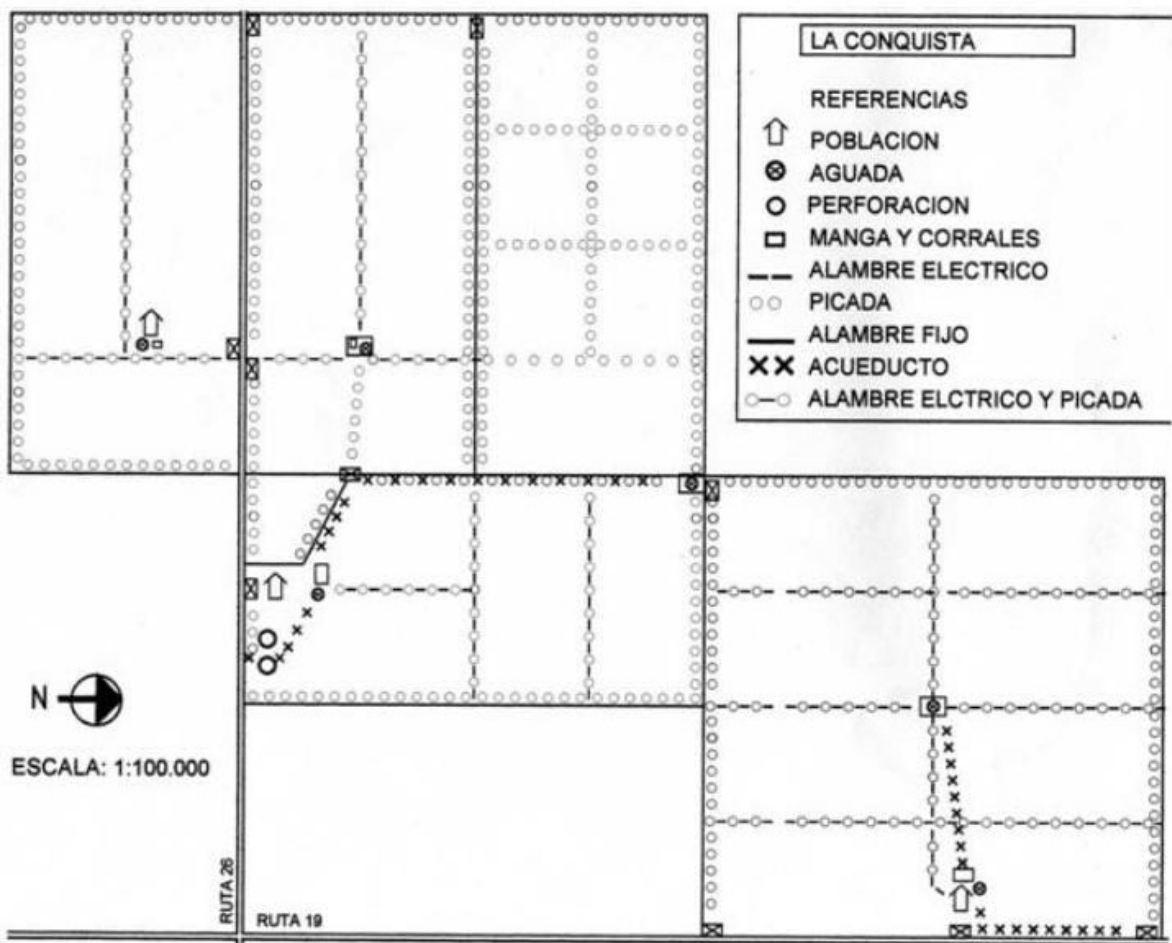 LA CONQUISTA
REFERENCIAS
POBLACION
AGUADA
PERFORACION
MANGA Y CORRALES
ALAMBRE ELECTRICO
PICADA
ALAMBRE FIJO
ACUEDUCTO
ALAMBRE ELCTRICO Y PICADA
N
ESCALA: 1:100.000
RUTA 26
RUTA 19